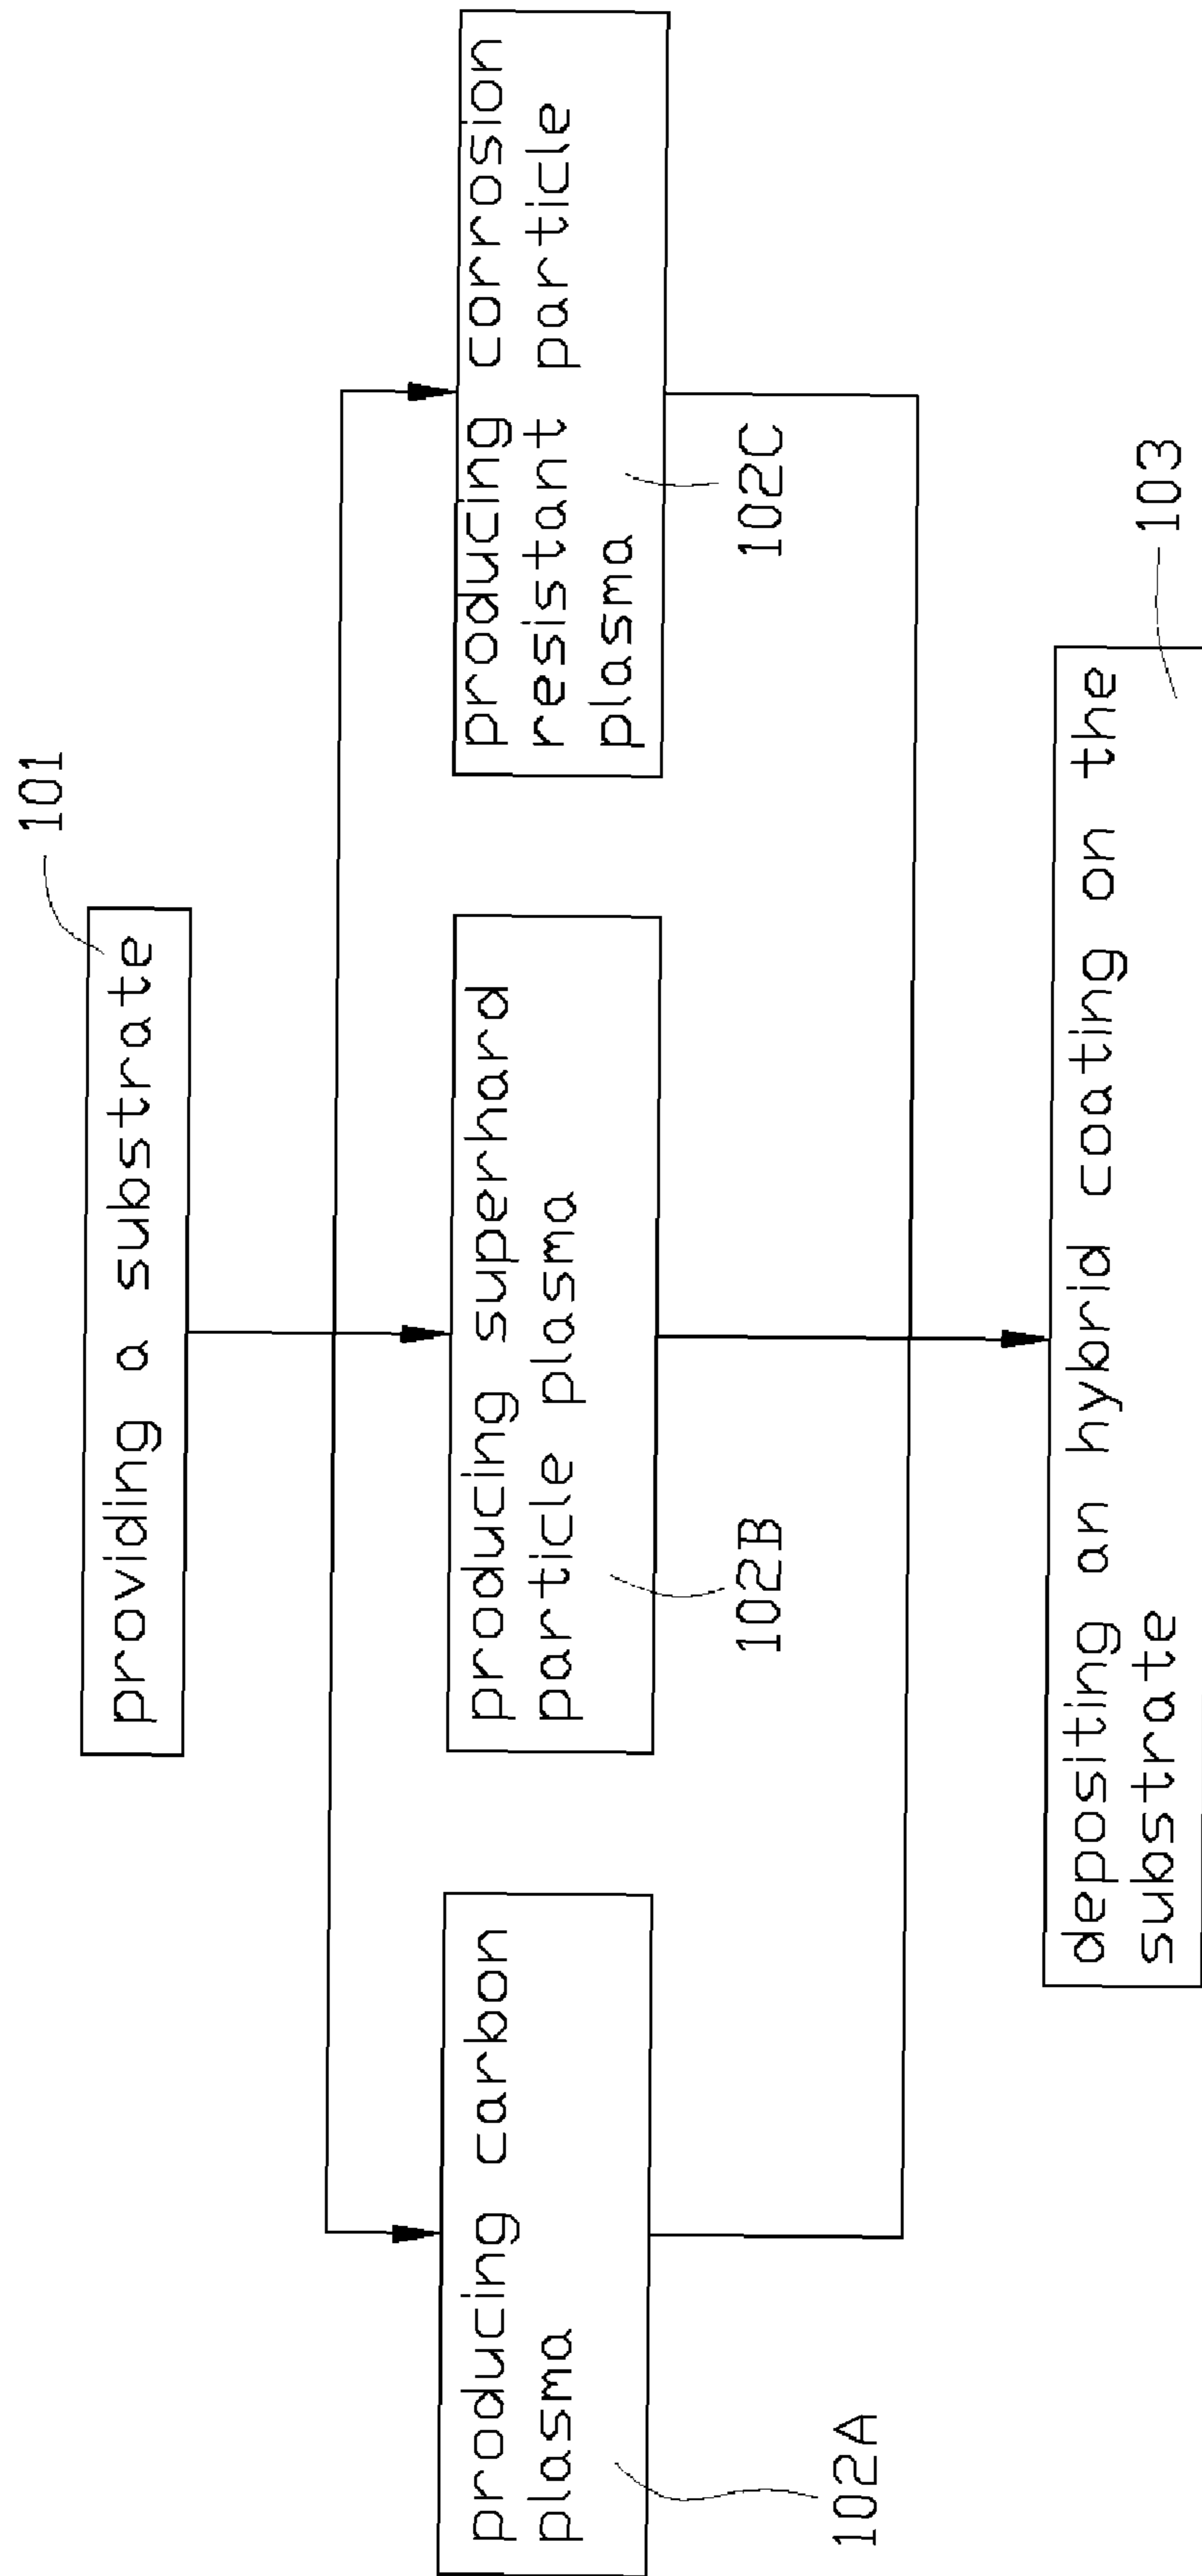 101
providing a substrate
producing carbon
plasma
102A
producing superhard
particle plasma
102B
producing corrosion
resistant particle
plasma
102C
depositing an hybrid coating on the
substrate
103